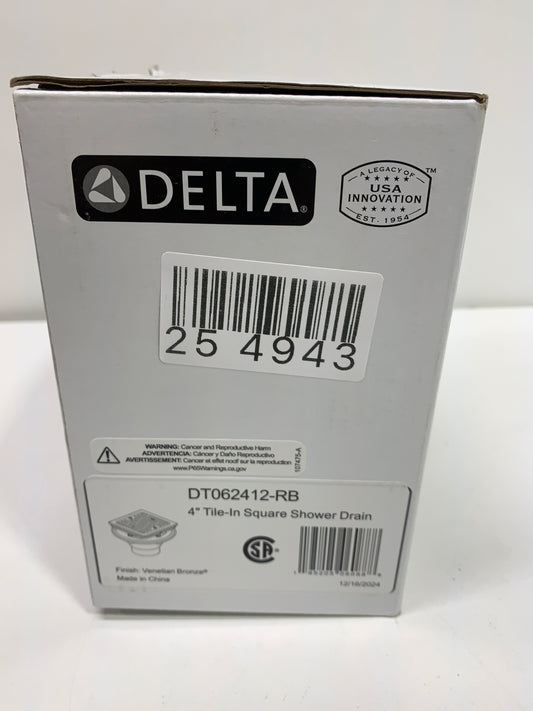 DELTA®
A LEGACY OF
USA
INNOVATION
EST. 1954
™
25 4943
WARNING: Cancer and Reproductive Harm
ADVERTENCIA: Cáncer y Daño Reproductivo
AVERTISSEMENT: Cancer et effet nocif sur la reproduction
www.P65Warnings.ca.gov
107475-A
DT062412-RB
4" Tile-In Square Shower Drain
Finish: Venetian Bronze®
Made in China
12/16/2024